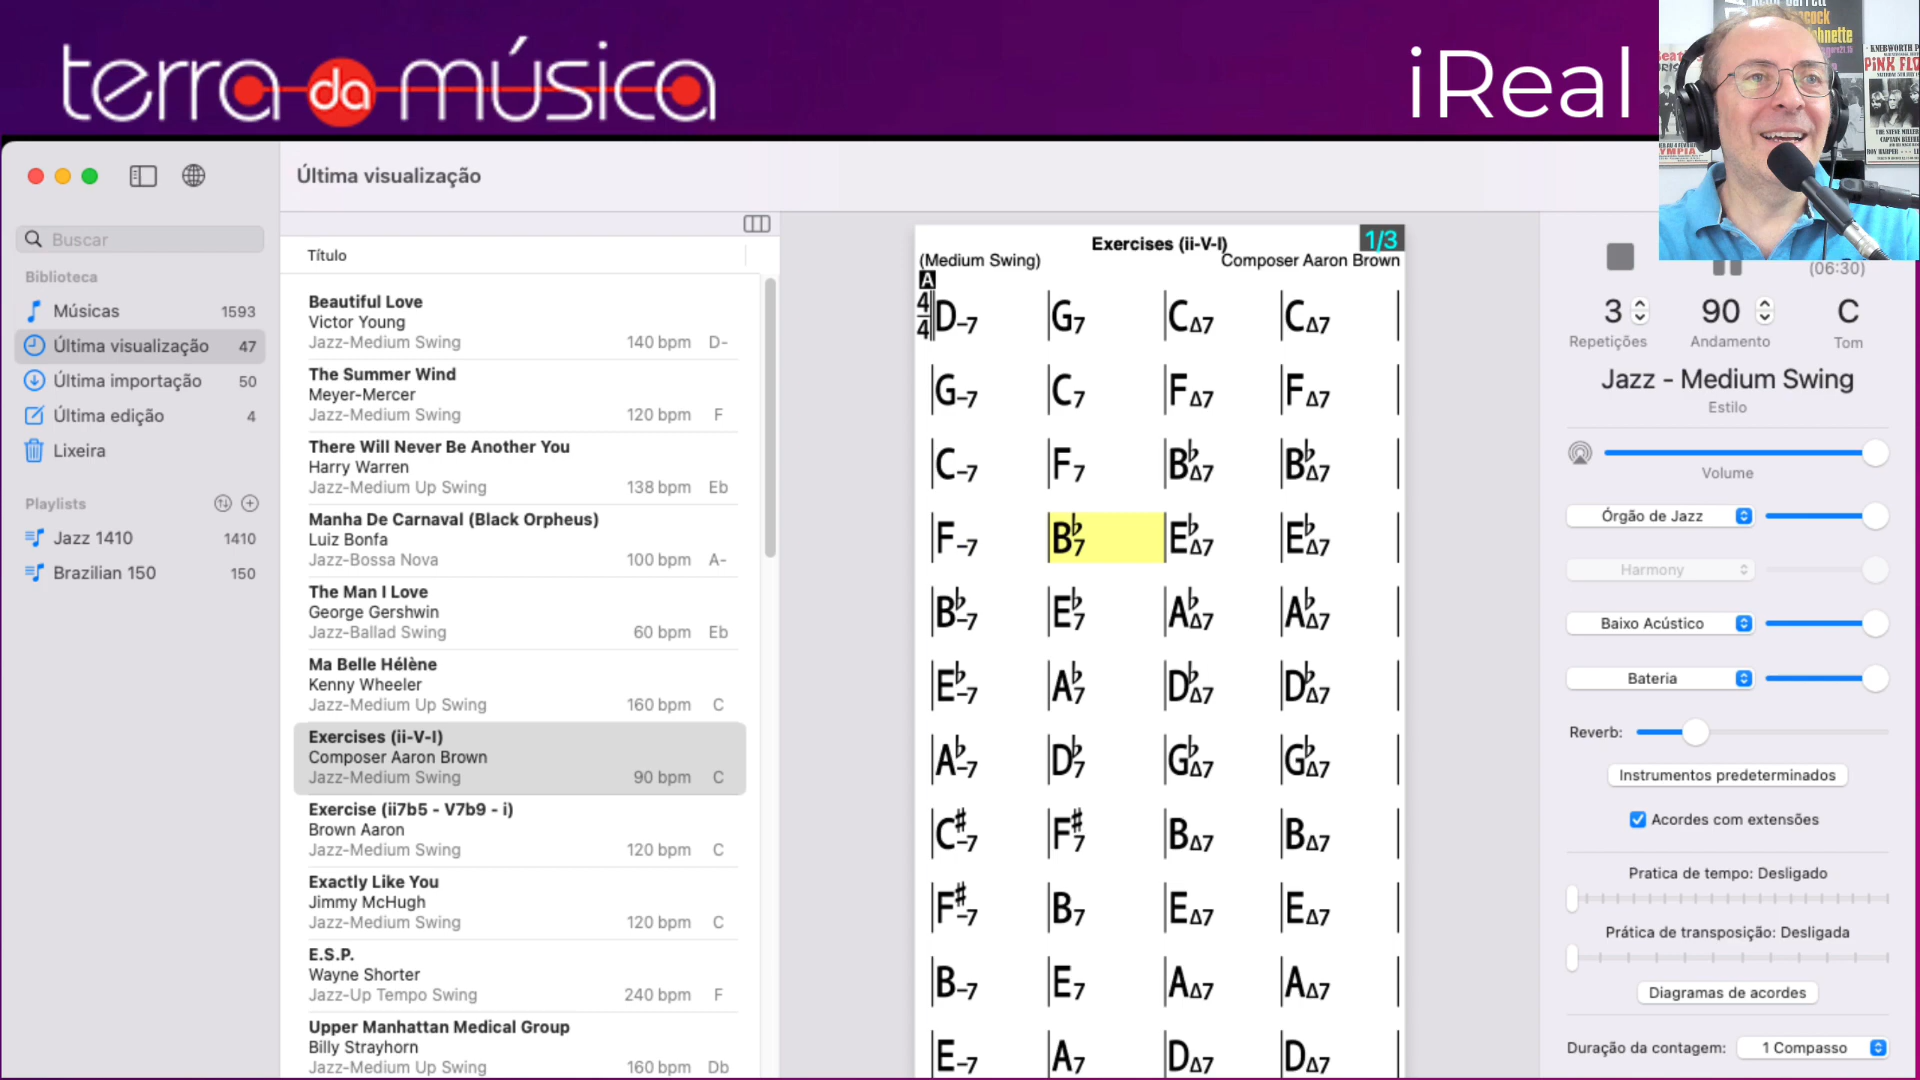 terra da música
iReal
Última visualização
Buscar
Biblioteca
Músicas 1593
Última visualização 47
Última importação 50
Última edição 4
Lixeira
Playlists
Jazz 1410 1410
Brazilian 150 150
Título
Beautiful Love
Victor Young
Jazz-Medium Swing 140 bpm D-
The Summer Wind
Meyer-Mercer
Jazz-Medium Swing 120 bpm F
There Will Never Be Another You
Harry Warren
Jazz-Medium Up Swing 138 bpm Eb
Manha De Carnaval (Black Orpheus)
Luiz Bonfa
Jazz-Bossa Nova 100 bpm A-
The Man I Love
George Gershwin
Jazz-Ballad Swing 60 bpm Eb
Ma Belle Hélène
Kenny Wheeler
Jazz-Medium Up Swing 160 bpm C
Exercises (ii-V-I)
Composer Aaron Brown
Jazz-Medium Swing 90 bpm C
Exercise (ii7b5 - V7b9 - i)
Brown Aaron
Jazz-Medium Swing 120 bpm C
Exactly Like You
Jimmy McHugh
Jazz-Medium Swing 120 bpm C
E.S.P.
Wayne Shorter
Jazz-Up Tempo Swing 240 bpm F
Upper Manhattan Medical Group
Billy Strayhorn
Jazz-Medium Up Swing 160 bpm Db
Exercises (ii-V-I) 1/3
(Medium Swing) Composer Aaron Brown
A
4/4 D-7 G7 CΔ7 CΔ7
G-7 C7 FΔ7 FΔ7
C-7 F7 B♭Δ7 B♭Δ7
F-7 B♭7 E♭Δ7 E♭Δ7
B♭-7 E♭7 A♭Δ7 A♭Δ7
E♭-7 A♭7 D♭Δ7 D♭Δ7
A♭-7 D♭7 G♭Δ7 G♭Δ7
C♯-7 F♯7 BΔ7 BΔ7
F♯-7 B7 EΔ7 EΔ7
B-7 E7 AΔ7 AΔ7
E-7 A7 DΔ7 DΔ7
KNEBWORTH
PINK FLO
(06:30)
3 90 C
Repetições Andamento Tom
Jazz - Medium Swing
Estilo
Volume
Órgão de Jazz
Harmony
Baixo Acústico
Bateria
Reverb:
Instrumentos predeterminados
Acordes com extensões
Pratica de tempo: Desligado
Prática de transposição: Desligada
Diagramas de acordes
Duração da contagem: 1 Compasso